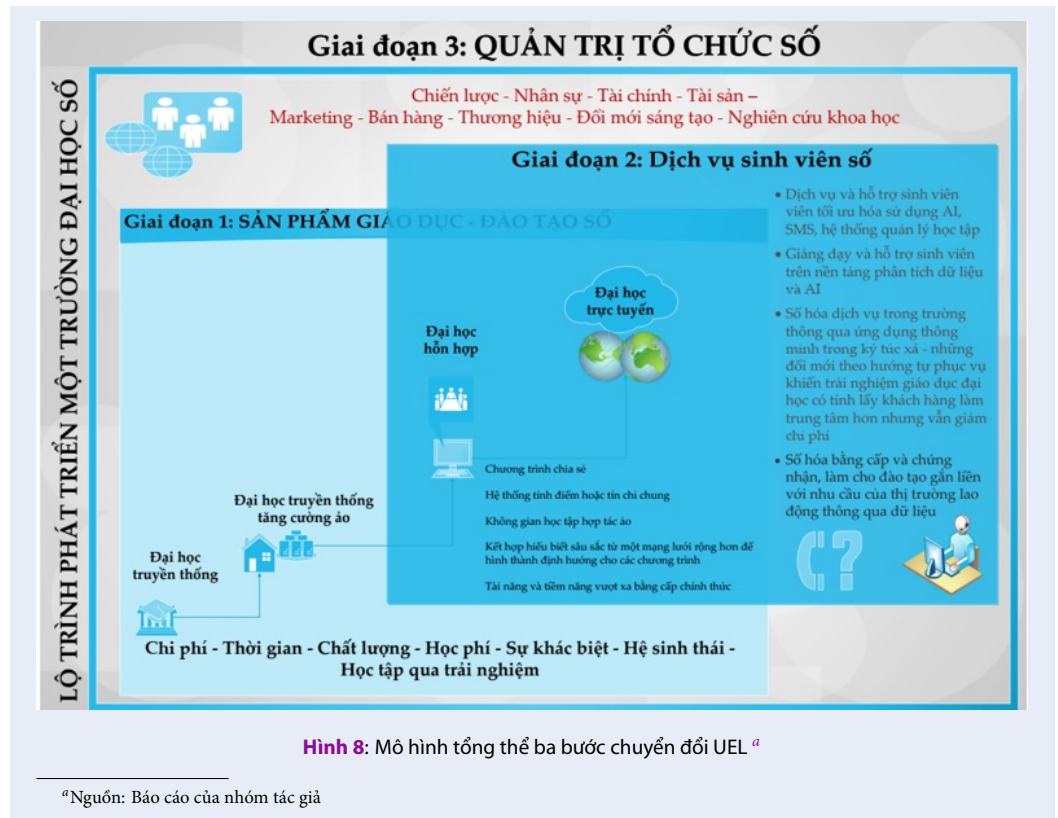 Giai đoạn 3: QUẢN TRỊ TỔ CHỨC SỐ
LỘ TRÌNH PHÁT TRIỂN MỘT TRƯỜNG ĐẠI HỌC SỐ
Chiến lược - Nhân sự - Tài chính - Tài sản –
Marketing - Bán hàng - Thương hiệu - Đổi mới sáng tạo - Nghiên cứu khoa học
Giai đoạn 2: Dịch vụ sinh viên số
Giai đoạn 1: SẢN PHẨM GIÁO DỤC - ĐÀO TẠO SỐ
Đại học
trực tuyến
Đại học
hỗn hợp
Đại học truyền thống
tăng cường ảo
Đại học
truyền thống
Chương trình chia sẻ
Hệ thống tính điểm hoặc tín chỉ chung
Không gian học tập hợp tác ảo
Kết hợp hiểu biết sâu sắc từ một mạng lưới rộng hơn để
hình thành định hướng cho các chương trình
Tài năng và tiềm năng vượt xa bằng cấp chính thức
• Dịch vụ và hỗ trợ sinh viên
viên tối ưu hóa sử dụng AI,
SMS, hệ thống quản lý học tập
• Giảng dạy và hỗ trợ sinh viên
trên nền tảng phân tích dữ liệu
và AI
• Số hóa dịch vụ trong trường
thông qua ứng dụng thông
minh trong ký túc xá - những
đổi mới theo hướng tự phục vụ
khiến trải nghiệm giáo dục đại
học có tính lấy khách hàng làm
trung tâm hơn nhưng vẫn giảm
chi phí
• Số hóa bằng cấp và chứng
nhận, làm cho đào tạo gắn liền
với nhu cầu của thị trường lao
động thông qua dữ liệu
Chi phí - Thời gian - Chất lượng - Học phí - Sự khác biệt - Hệ sinh thái -
Học tập qua trải nghiệm
Hình 8: Mô hình tổng thể ba bước chuyển đổi UEL a
aNguồn: Báo cáo của nhóm tác giả